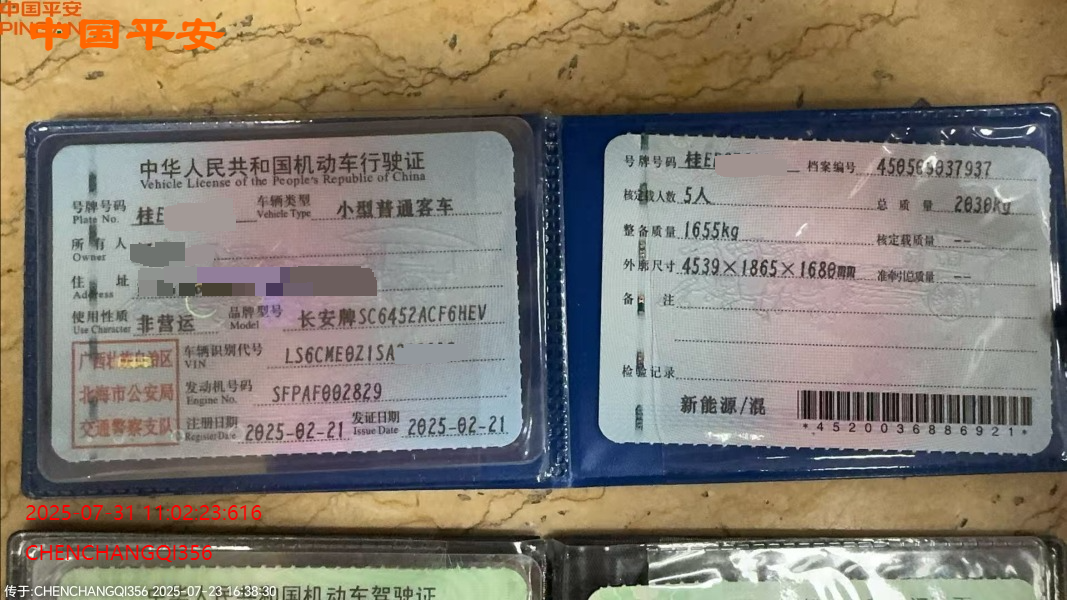 中国平安
PIN
中国平安
中华人民共和国机动车行驶证
Vehicle License of the People's Republic of China
号牌号码 桂E 车辆类型 小型普通客车
Plate No. Vehicle Type
所有人
Owner
住址
Address
使用性质 非营运 品牌型号 长安牌SC6452ACF6HEV
Use Character Model
广西壮族自治区
北海市公安局
交通警察支队
车辆识别代号 LS6CME0Z1SA
VIN
发动机号码 SFPAF002829
Engine No.
注册日期 2025-02-21 发证日期 2025-02-21
Register Date Issue Date
号牌号码 桂E 档案编号 450500037937
核定载人数 5人 总质量 2030kg
整备质量 1655kg 核定载质量 --
外廓尺寸 4539×1865×1680mm 准牵引总质量 --
备注
检验记录
新能源/混
*4520036886921*
2025 07 31 11:02:23:616
CHENCHANGQI356
传于:CHENCHANGQI356 2025-07-23 16:38:30
国机动车驾驶证